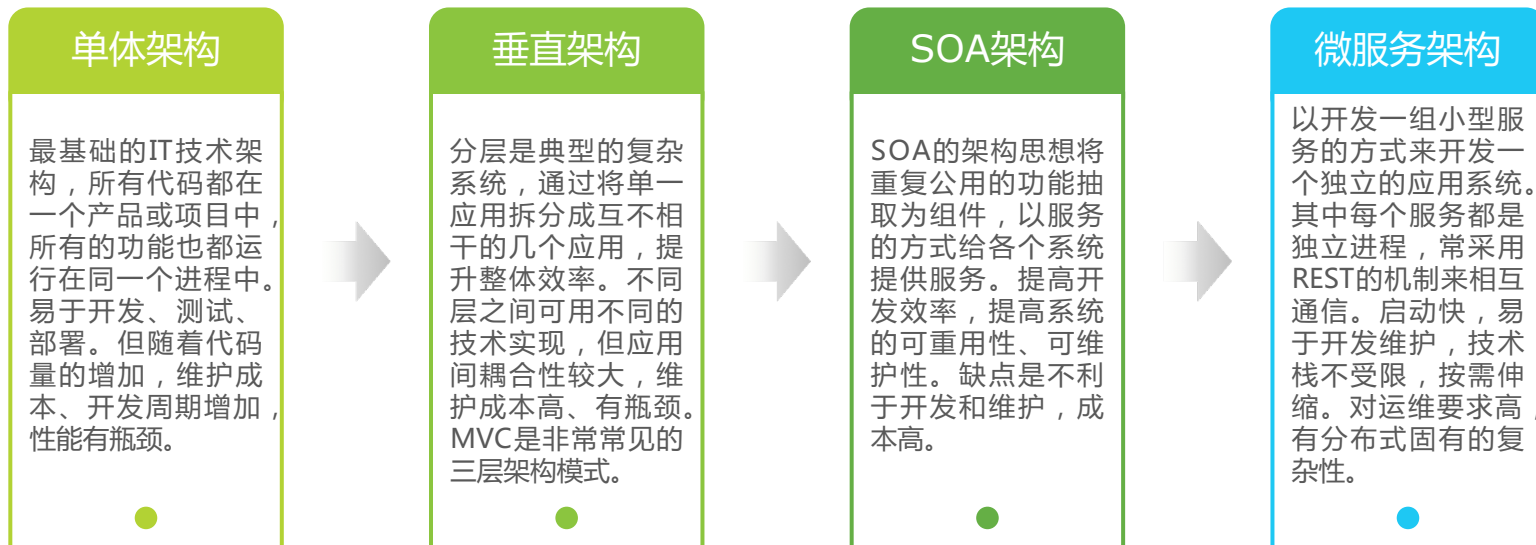 单体架构
最基础的IT技术架
构，所有代码都在
一个产品或项目中，
所有的功能也都运
行在同一个进程中。
易于开发、测试、
部署。但随着代码
量的增加，维护成
本、开发周期增加，
性能有瓶颈。
垂直架构
分层是典型的复杂
系统，通过将单一
应用拆分成互不相
干的几个应用，提
升整体效率。不同
层之间可用不同的
技术实现，但应用
间耦合性较大，维
护成本高、有瓶颈。
MVC是非常常见的
三层架构模式。
SOA架构
SOA的架构思想将
重复公用的功能抽
取为组件，以服务
的方式给各个系统
提供服务。提高开
发效率，提高系统
的可重用性、可维
护性。缺点是不利
于开发和维护，成
本高。
微服务架构
以开发一组小型服
务的方式来开发一
个独立的应用系统。
其中每个服务都是
独立进程，常采用
REST的机制来相互
通信。启动快，易
于开发维护，技术
栈不受限，按需伸
缩。对运维要求高，
有分布式固有的复
杂性。